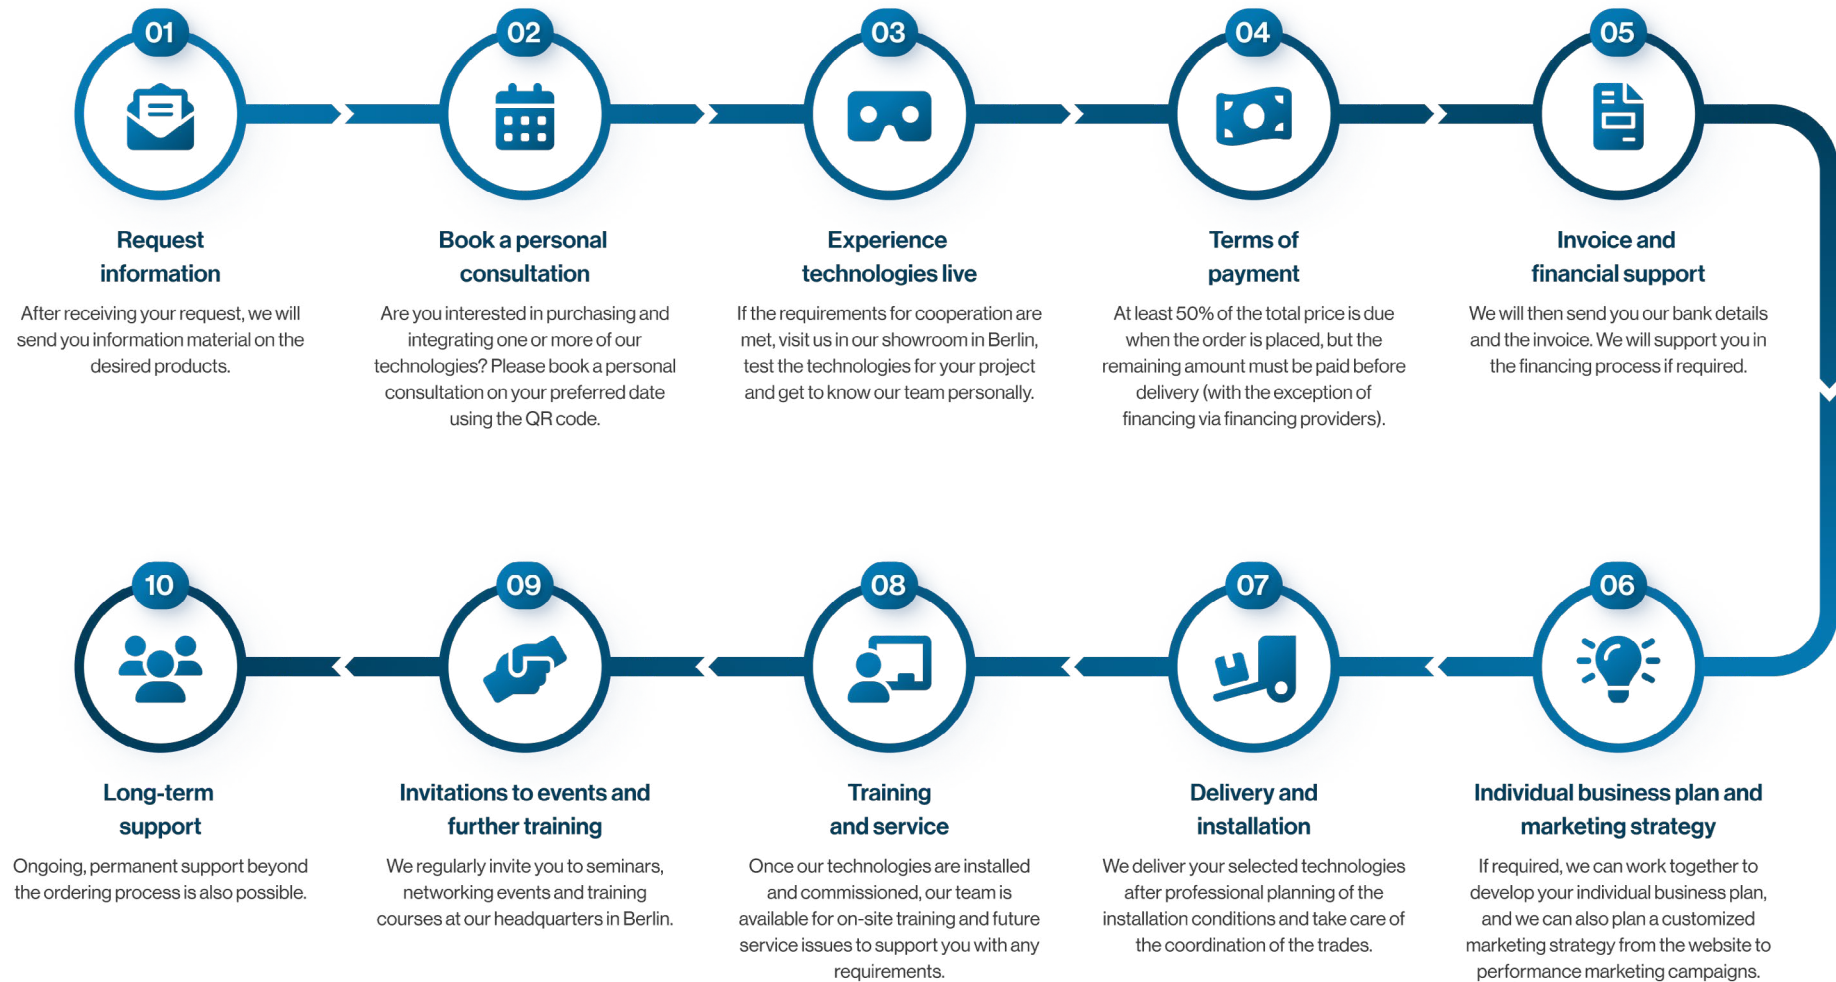 01
Request
information
After receiving your request, we will
send you information material on the
desired products.
02
Book a personal
consultation
Are you interested in purchasing and
integrating one or more of our
technologies? Please book a personal
consultation on your preferred date
using the QR code.
03
Experience
technologies live
If the requirements for cooperation are
met, visit us in our showroom in Berlin,
test the technologies for your project
and get to know our team personally.
04
Terms of
payment
At least 50% of the total price is due
when the order is placed, but the
remaining amount must be paid before
delivery (with the exception of
financing via financing providers).
05
Invoice and
financial support
We will then send you our bank details
and the invoice. We will support you in
the financing process if required.
06
Individual business plan and
marketing strategy
If required, we can work together to
develop your individual business plan,
and we can also plan a customized
marketing strategy from the website to
performance marketing campaigns.
07
Delivery and
installation
We deliver your selected technologies
after professional planning of the
installation conditions and take care of
the coordination of the trades.
08
Training
and service
Once our technologies are installed
and commissioned, our team is
available for on-site training and future
service issues to support you with any
requirements.
09
Invitations to events and
further training
We regularly invite you to seminars,
networking events and training
courses at our headquarters in Berlin.
10
Long-term
support
Ongoing, permanent support beyond
the ordering process is also possible.